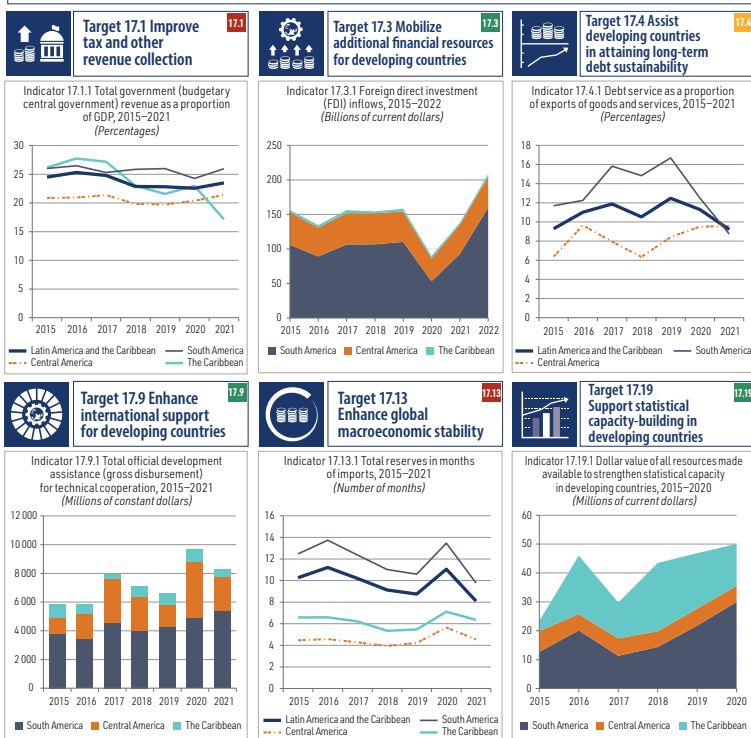 Target 17.1 Improve
tax and other
revenue collection
17.1
Target 17.3 Mobilize
additional financial resources
for developing countries
17.3
Target 17.4 Assist
developing countries
in attaining long-term
debt sustainability
17.4
Indicator 17.1.1 Total government (budgetary
central government) revenue as a proportion
of GDP, 2015–2021
(Percentages)
30
25
20
15
10
5
0
2015 2016 2017 2018 2019 2020 2021
Latin America and the Caribbean South America
Central America The Caribbean
Indicator 17.3.1 Foreign direct investment
(FDI) inflows, 2015–2022
(Billions of current dollars)
250
200
150
100
50
0
2015 2016 2017 2018 2019 2020 2021 2022
South America Central America The Caribbean
Indicator 17.4.1 Debt service as a proportion
of exports of goods and services, 2015–2021
(Percentages)
18
16
14
12
10
8
6
4
2
0
2015 2016 2017 2018 2019 2020 2021
Latin America and the Caribbean South America
Central America
Target 17.9 Enhance
international support
for developing countries
17.9
Target 17.13
Enhance global
macroeconomic stability
17.13
Target 17.19
Support statistical
capacity-building in
developing countries
17.19
Indicator 17.9.1 Total official development
assistance (gross disbursement)
for technical cooperation, 2015–2021
(Millions of constant dollars)
12 000
10 000
8 000
6 000
4 000
2 000
0
2015 2016 2017 2018 2019 2020 2021
South America Central America The Caribbean
Indicator 17.13.1 Total reserves in months
of imports, 2015–2021
(Number of months)
16
14
12
10
8
6
4
2
0
2015 2016 2017 2018 2019 2020 2021
Latin America and the Caribbean South America
Central America The Caribbean
Indicator 17.19.1 Dollar value of all resources made
available to strengthen statistical capacity
in developing countries, 2015–2020
(Millions of current dollars)
60
50
40
30
20
10
0
2015 2016 2017 2018 2019 2020
South America Central America The Caribbean